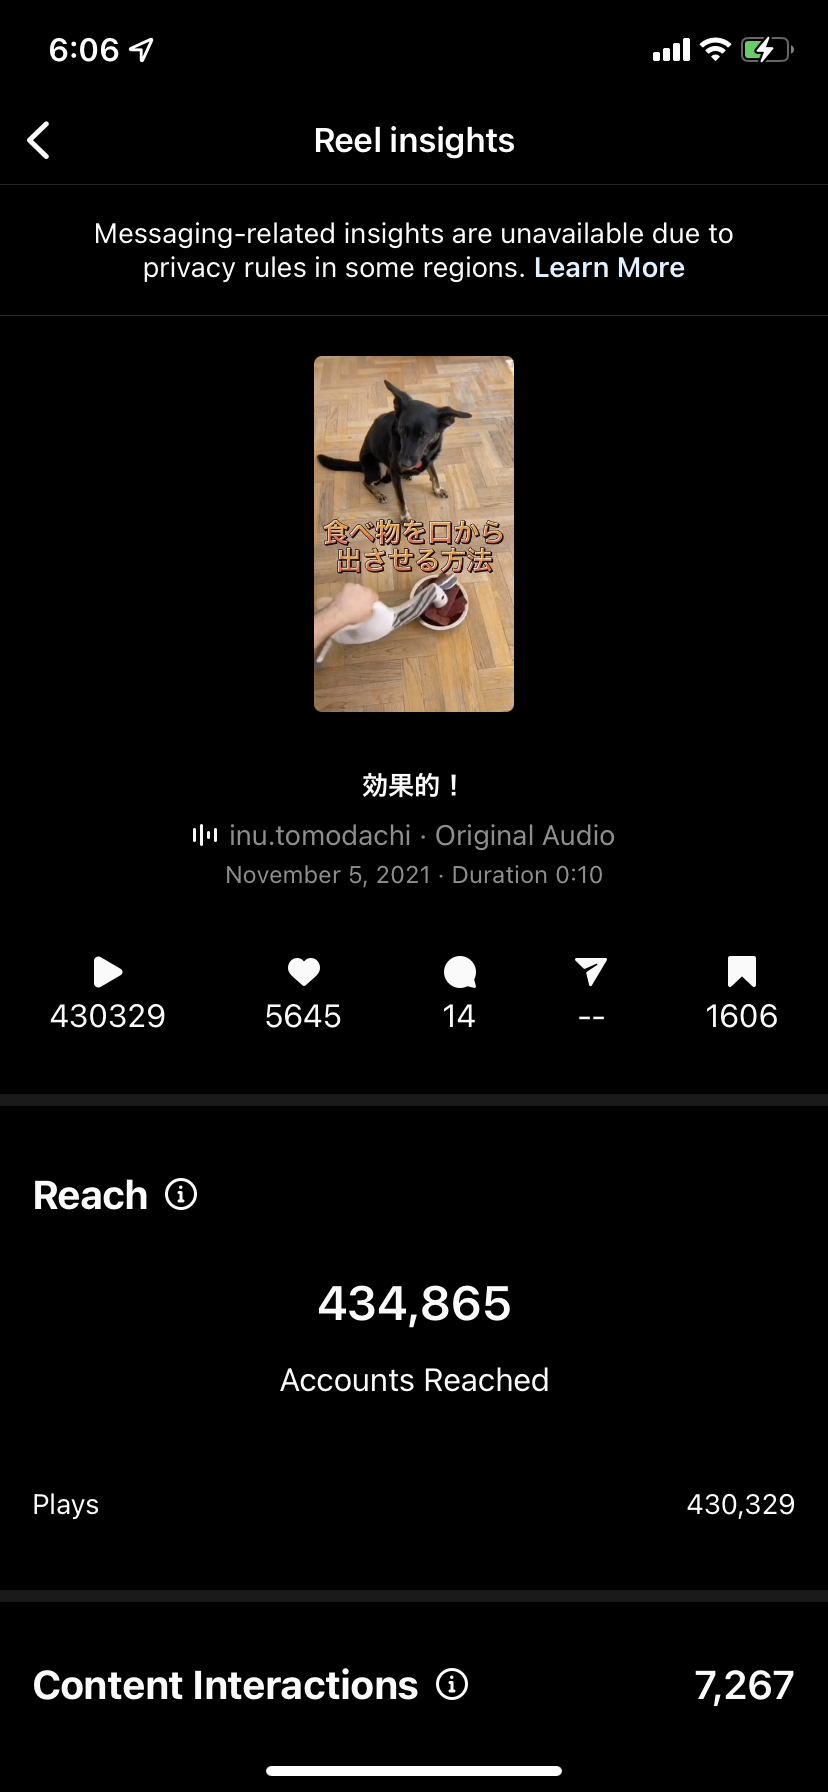 6:06
Reel insights
Messaging-related insights are unavailable due to
privacy rules in some regions. Learn More
食べ物を口から
出させる方法
効果的！
inu.tomodachi · Original Audio
November 5, 2021 · Duration 0:10
430329 5645 14 -- 1606
Reach
434,865
Accounts Reached
Plays 430,329
Content Interactions 7,267